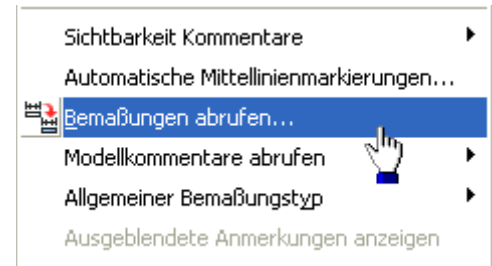 Sichtbarkeit Kommentare
Automatische Mittellinienmarkierungen...
Bemaßungen abrufen...
Modellkommentare abrufen
Allgemeiner Bemaßungstyp
Ausgeblendete Anmerkungen anzeigen